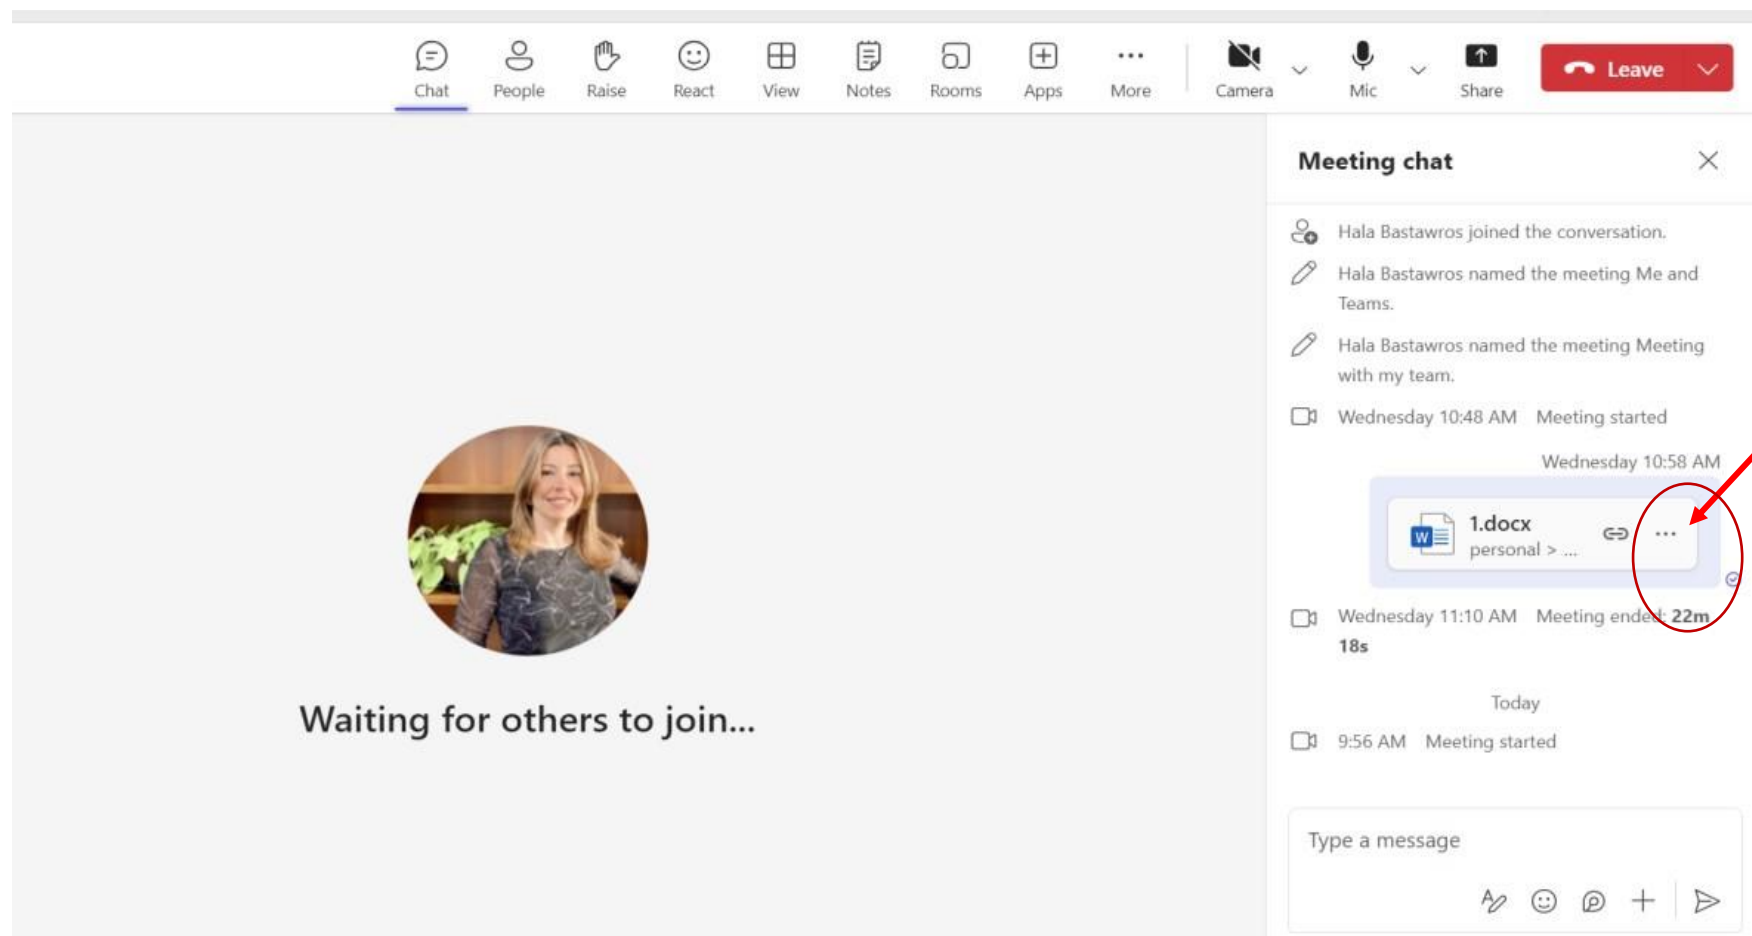 Chat People Raise React View Notes Rooms Apps More Camera Mic Share Leave
Meeting chat
Hala Bastawros joined the conversation.
Hala Bastawros named the meeting Me and
Teams.
Hala Bastawros named the meeting Meeting
with my team.
Wednesday 10:48 AM Meeting started
Wednesday 10:58 AM
W 1.docx
personal > ...
Wednesday 11:10 AM Meeting ended: 22m
18s
Today
9:56 AM Meeting started
Waiting for others to join...
Type a message